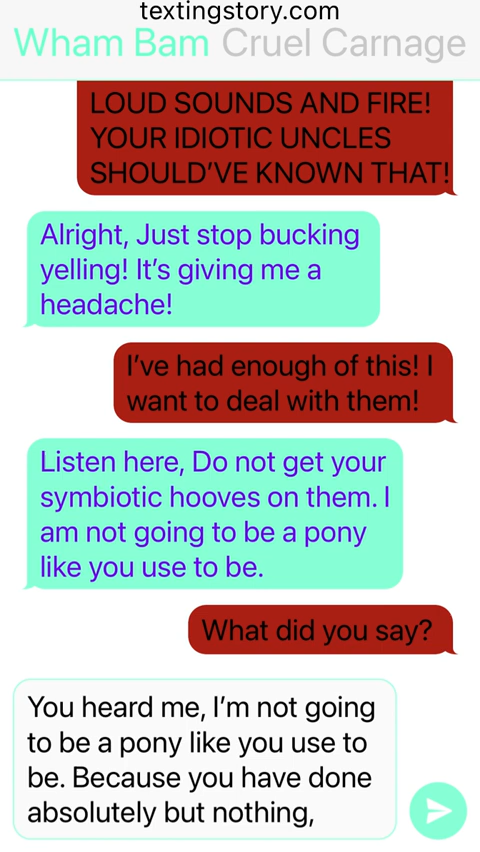 textingstory.com
Wham Bam Cruel Carnage
LOUD SOUNDS AND FIRE!
YOUR IDIOTIC UNCLES
SHOULD’VE KNOWN THAT!
Alright, Just stop bucking
yelling! It’s giving me a
headache!
I’ve had enough of this! I
want to deal with them!
Listen here, Do not get your
symbiotic hooves on them. I
am not going to be a pony
like you use to be.
What did you say?
You heard me, I’m not going
to be a pony like you use to
be. Because you have done
absolutely but nothing,